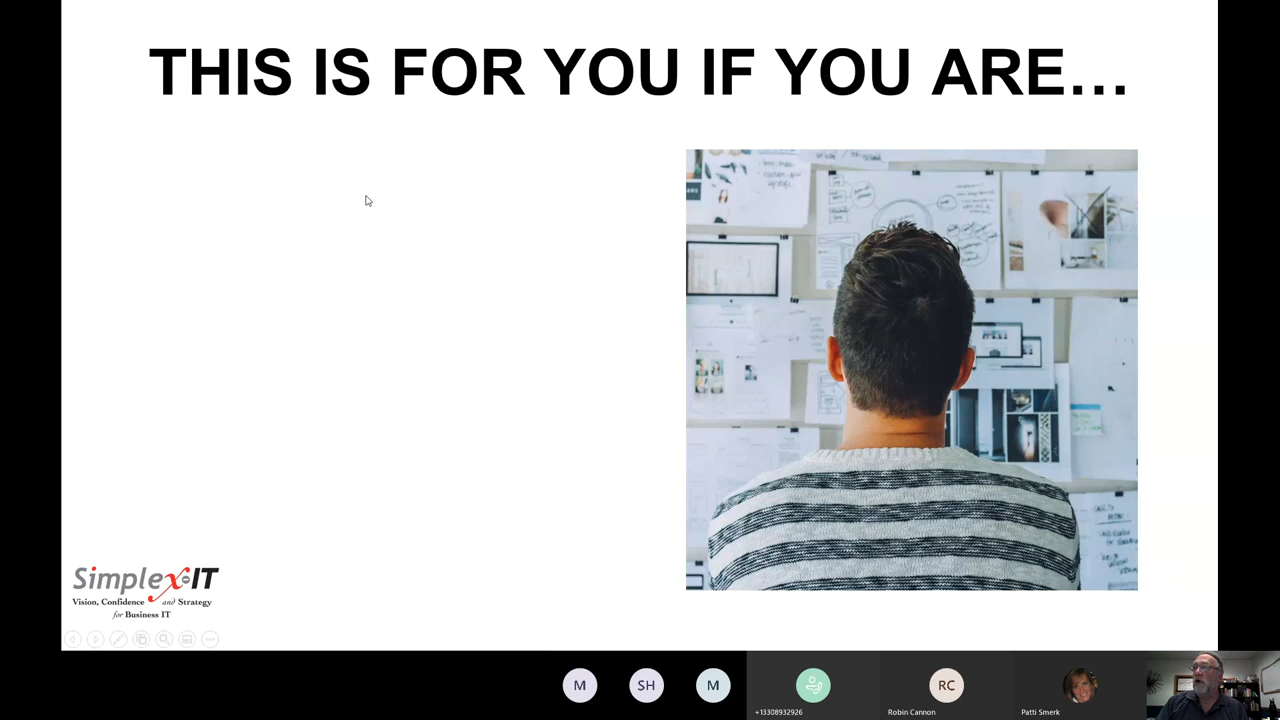 THIS IS FOR YOU IF YOU ARE...
Simplex-IT
Vision, Confidence and Strategy
for Business IT
M
SH
M
RC
+13308932926
Robin Cannon
Patti Smerk